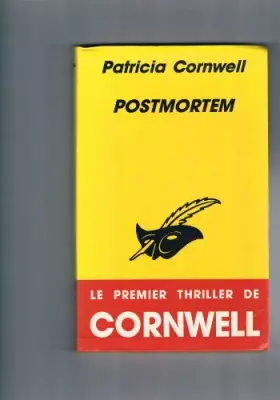 Patricia Cornwell
POSTMORTEM
LE PREMIER THRILLER DE
CORNWELL